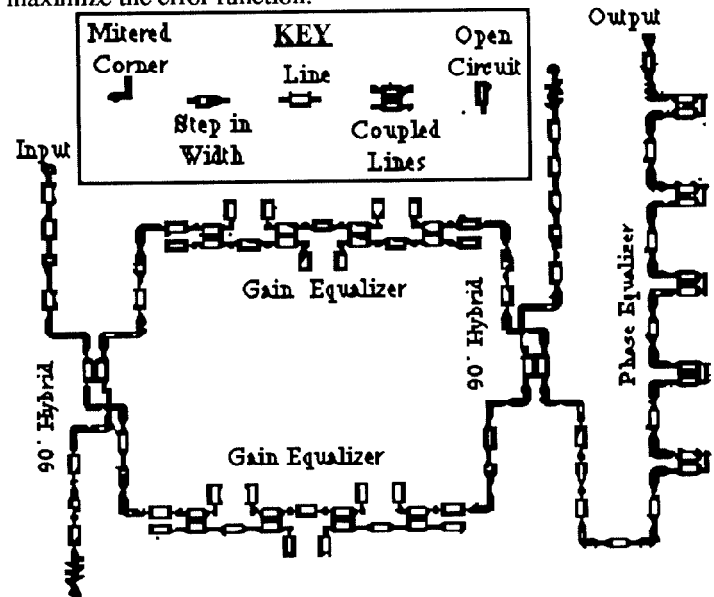 maximize the error function.
Output
KEY
Mitered
Corner
Line
Open
Circuit
Step in
Width
Coupled
Lines
Input
Gain Equalizer
90˙ Hybrid
90˙ Hybrid
Phase Equalizer
Gain Equalizer